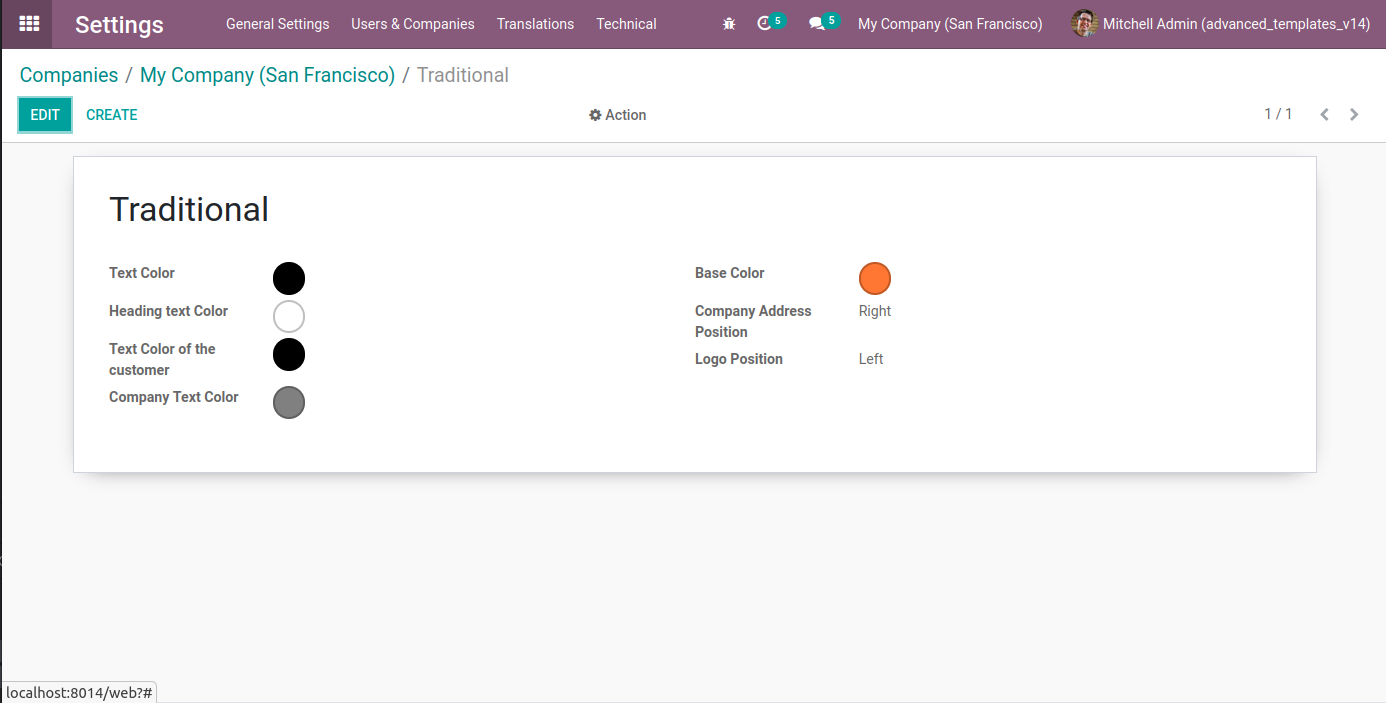 Settings General Settings Users & Companies Translations Technical 5 5 My Company (San Francisco) Mitchell Admin (advanced_templates_v14)
Companies / My Company (San Francisco) / Traditional
EDIT CREATE Action 1 / 1
Traditional
Text Color
Heading text Color
Text Color of the
customer
Company Text Color
Base Color
Company Address Right
Position
Logo Position Left
localhost:8014/web?#